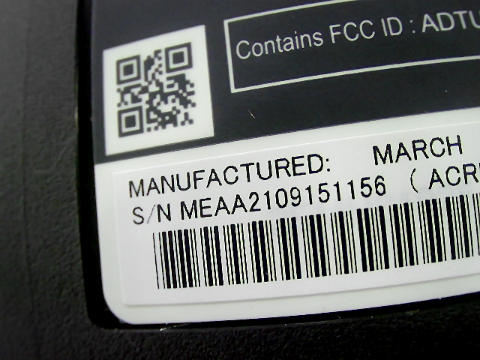 Contains FCC ID : ADTU
MANUFACTURED: MARCH
S/N MEAA2109151156 ( ACR